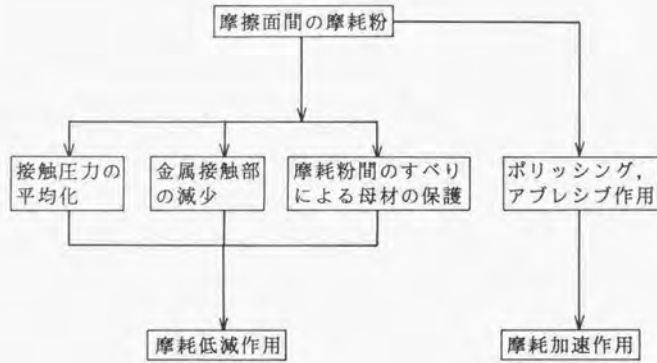 摩擦面間の摩耗粉
接触圧力の
平均化
金属接触部
の減少
摩耗粉間のすべり
による母材の保護
ポリッシング,
アブレシブ作用
摩耗低減作用
摩耗加速作用